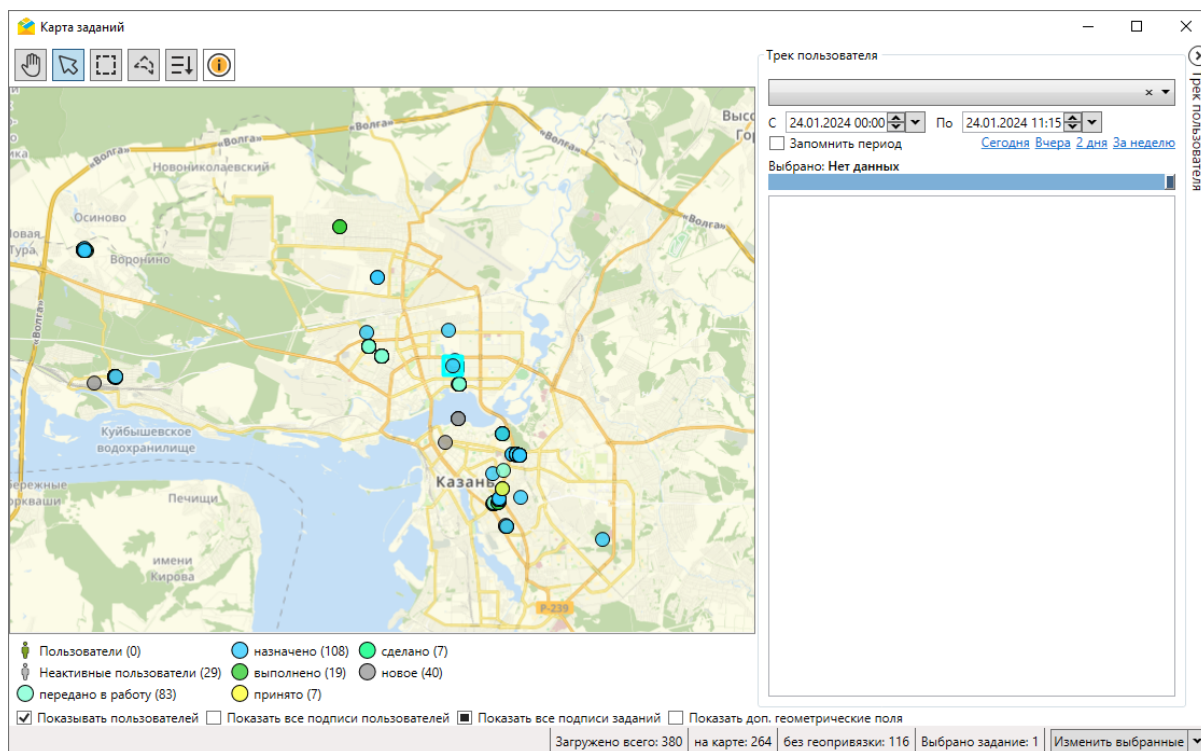 Карта заданий
Трек пользователя
С 24.01.2024 00:00 По 24.01.2024 11:15
Запомнить период Сегодня Вчера 2 дня За неделю
Выбрано: Нет данных
Трек пользователя
«Волга»
«Волга»
«Волга»
«Волга»
«Волга»
Высо
Гор
Новониколаевский
Осиново
Новая
Тура
Воронино
Куйбышевское
водохранилище
Казань
Печищи
имени
Кирова
Р-239
Пользователи (0) назначено (108) сделано (7)
Неактивные пользователи (29) выполнено (19) новое (40)
передано в работу (83) принято (7)
Показывать пользователей Показать все подписи пользователей Показать все подписи заданий Показать доп. геометрические поля
Загружено всего: 380 на карте: 264 без геопривязки: 116 Выбрано задание: 1 Изменить выбранные